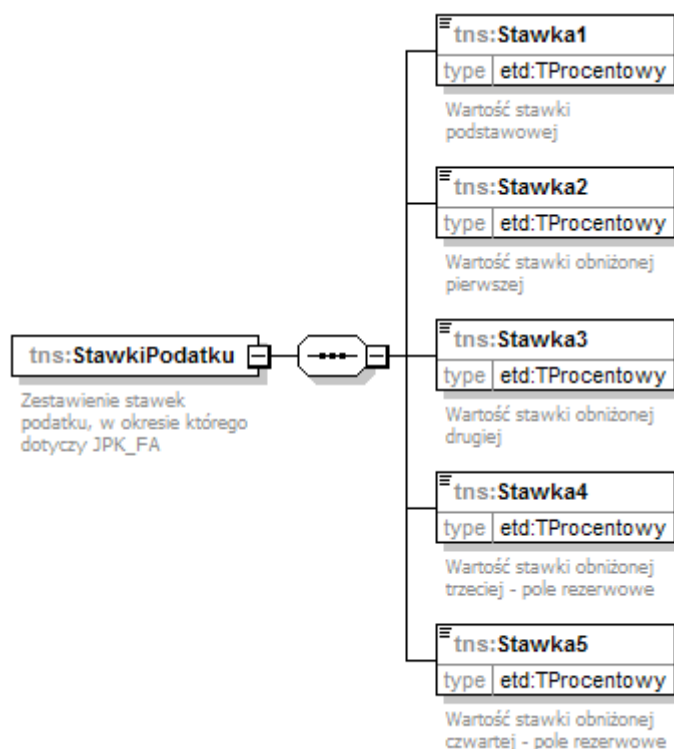 tns:Stawka1
type etd:TProcentowy
Wartość stawki
podstawowej
tns:Stawka2
type etd:TProcentowy
Wartość stawki obniżonej
pierwszej
tns:StawkiPodatku
Zestawienie stawek
podatku, w okresie którego
dotyczy JPK_FA
tns:Stawka3
type etd:TProcentowy
Wartość stawki obniżonej
drugiej
tns:Stawka4
type etd:TProcentowy
Wartość stawki obniżonej
trzeciej - pole rezerwowe
tns:Stawka5
type etd:TProcentowy
Wartość stawki obniżonej
czwartej - pole rezerwowe